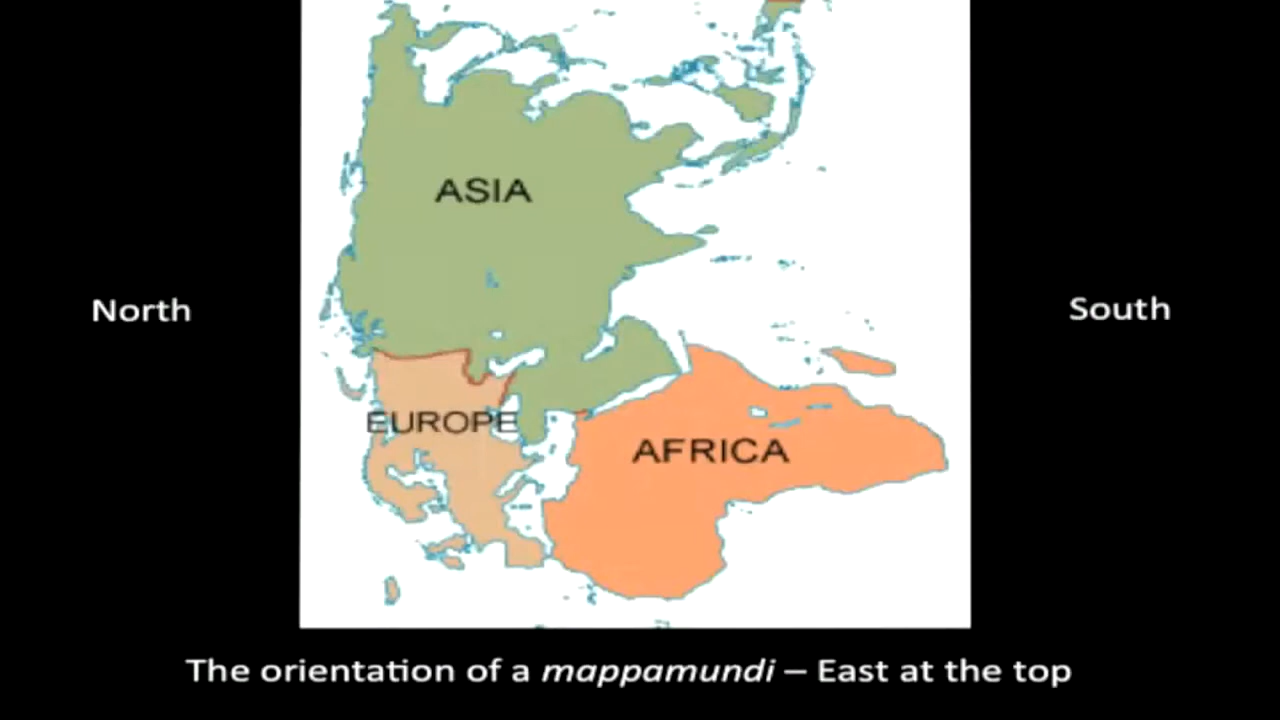 ASIA
North
South
EUROPE
AFRICA
The orientation of a mappamundi – East at the top